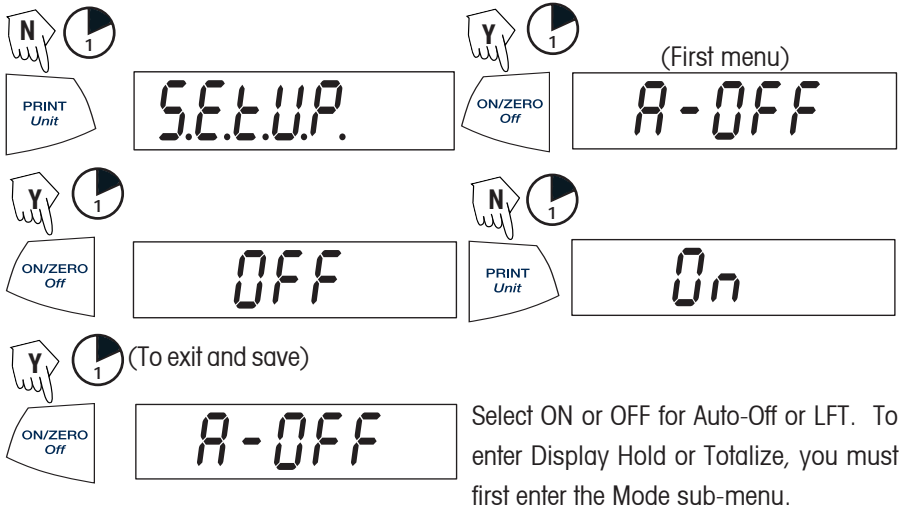 N
1
PRINT
Unit
S.E.t.U.P.
Y
1
(First menu)
ON/ZERO
Off
A-OFF
Y
1
ON/ZERO
Off
OFF
N
1
PRINT
Unit
On
Y
1
(To exit and save)
ON/ZERO
Off
A-OFF
Select ON or OFF for Auto-Off or LFT. To
enter Display Hold or Totalize, you must
first enter the Mode sub-menu.